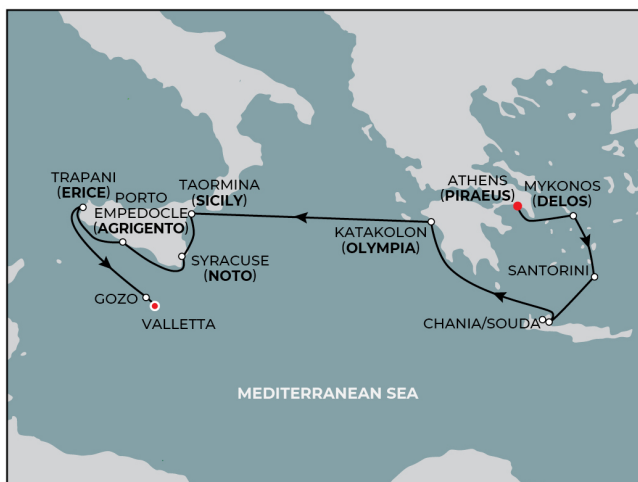 TRAPANI
(ERICE)
PORTO
EMPEDOCLE
(AGRIGENTO)
TAORMINA
(SICILY)
SYRACUSE
(NOTO)
GOZO
VALLETTA
KATAKOLON
(OLYMPIA)
ATHENS
(PIRAEUS)
MYKONOS
(DELOS)
SANTORINI
CHANIA/SOUDA
MEDITERRANEAN SEA